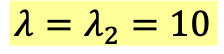 λ = λ₂ = 10